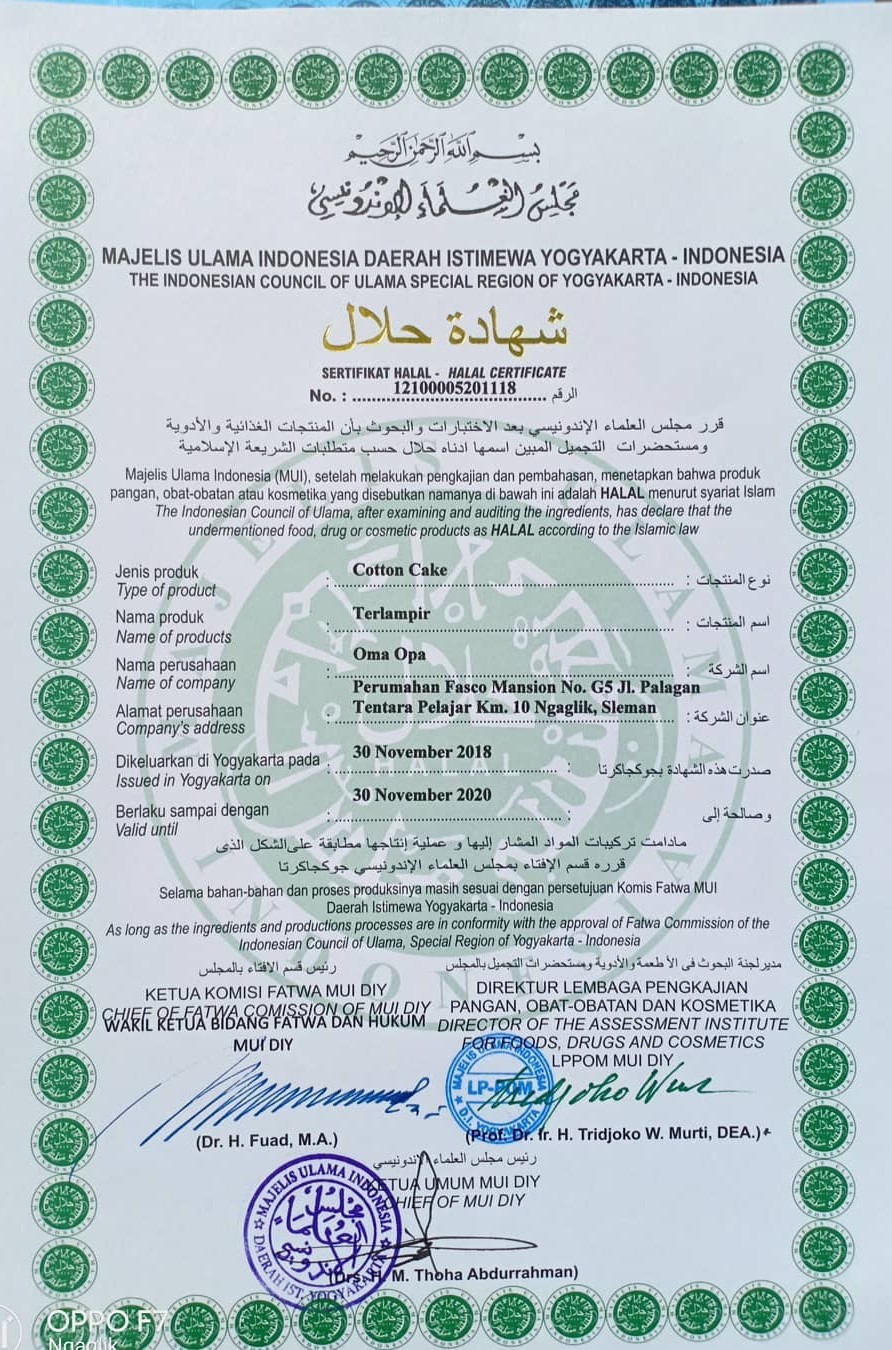 بسم الله الرحمن الرحيم
مجلس العلماء الإندونيسي
MAJELIS ULAMA INDONESIA DAERAH ISTIMEWA YOGYAKARTA - INDONESIA
THE INDONESIAN COUNCIL OF ULAMA SPECIAL REGION OF YOGYAKARTA - INDONESIA
شهادة حلال
SERTIFIKAT HALAL - HALAL CERTIFICATE
No. : 12100005201118 الرقم
قرر مجلس العلماء الإندونيسي بعد الاختبارات والبحوث بأن المنتجات الغذائية والأدوية
ومستحضرات التجميل المبين اسمها ادناه حلال حسب متطلبات الشريعة الإسلامية
Majelis Ulama Indonesia (MUI), setelah melakukan pengkajian dan pembahasan, menetapkan bahwa produk
pangan, obat-obatan atau kosmetika yang disebutkan namanya di bawah ini adalah HALAL menurut syariat Islam
The Indonesian Council of Ulama, after examining and auditing the ingredients, has declare that the
undermentioned food, drug or cosmetic products as HALAL according to the Islamic law
Jenis produk : Cotton Cake : نوع المنتجات
Type of product
Nama produk : Terlampir : اسم المنتجات
Name of products
Nama perusahaan : Oma Opa : اسم الشركة
Name of company
Perumahan Fasco Mansion No. G5 Jl. Palagan
Alamat perusahaan : Tentara Pelajar Km. 10 Ngaglik, Sleman : عنوان الشركة
Company's address
Dikeluarkan di Yogyakarta pada : 30 November 2018 : صدرت هذه الشهادة بجوكجاكرتا
Issued in Yogyakarta on
Berlaku sampai dengan : 30 November 2020 : وصالحة إلى
Valid until
مادامت تركيبات المواد المشار إليها و عملية إنتاجها مطابقة على الشكل الذى
قرره قسم الإفتاء بمجلس العلماء الإندونيسي جوكجاكرتا
Selama bahan-bahan dan proses produksinya masih sesuai dengan persetujuan Komis Fatwa MUI
Daerah Istimewa Yogyakarta - Indonesia
As long as the ingredients and productions processes are in conformity with the approval of Fatwa Commission of the
Indonesian Council of Ulama, Special Region of Yogyakarta - Indonesia
رئيس قسم الافتاء بالمجلس
KETUA KOMISI FATWA MUI DIY
CHIEF OF FATWA COMISSION OF MUI DIY
WAKIL KETUA BIDANG FATWA DAN HUKUM
MUI DIY
(Dr. H. Fuad, M.A.)
مدير لجنة البحوث فى الأطعمة والأدوية ومستحضرات التجميل بالمجلس
DIREKTUR LEMBAGA PENGKAJIAN
PANGAN, OBAT-OBATAN DAN KOSMETIKA
DIRECTOR OF THE ASSESSMENT INSTITUTE
FOR FOODS, DRUGS AND COSMETICS
LPPOM MUI DIY
MAJELIS ULAMA INDONESIA
LP-POM
D.I. YOGYAKARTA
(Prof. Dr. Ir. H. Tridjoko W. Murti, DEA.)
رئيس مجلس العلماء الإندونيسي
KETUA UMUM MUI DIY
CHIEF OF MUI DIY
MAJELIS ULAMA INDONESIA
DAERAH IST. YOGYAKARTA
(Drs. H. M. Thoha Abdurrahman)
OPPO F7
Ngaglik